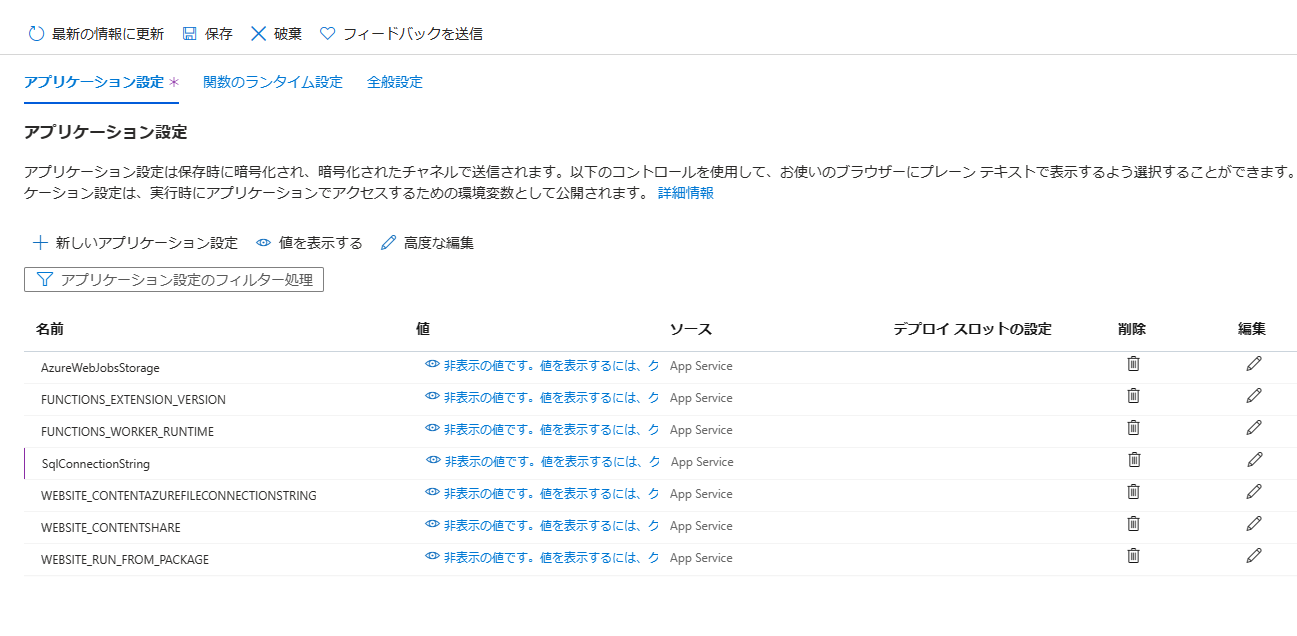 最新の情報に更新 保存 破棄 フィードバックを送信
アプリケーション設定 * 関数のランタイム設定 全般設定
アプリケーション設定
アプリケーション設定は保存時に暗号化され、暗号化されたチャネルで送信されます。以下のコントロールを使用して、お使いのブラウザーにプレーン テキストで表示するよう選択することができます。
ケーション設定は、実行時にアプリケーションでアクセスするための環境変数として公開されます。 詳細情報
新しいアプリケーション設定 値を表示する 高度な編集
アプリケーション設定のフィルター処理
名前 値 ソース デプロイ スロットの設定 削除 編集
AzureWebJobsStorage 非表示の値です。値を表示するには、ク App Service
FUNCTIONS_EXTENSION_VERSION 非表示の値です。値を表示するには、ク App Service
FUNCTIONS_WORKER_RUNTIME 非表示の値です。値を表示するには、ク App Service
SqlConnectionString 非表示の値です。値を表示するには、ク App Service
WEBSITE_CONTENTAZUREFILECONNECTIONSTRING 非表示の値です。値を表示するには、ク App Service
WEBSITE_CONTENTSHARE 非表示の値です。値を表示するには、ク App Service
WEBSITE_RUN_FROM_PACKAGE 非表示の値です。値を表示するには、ク App Service